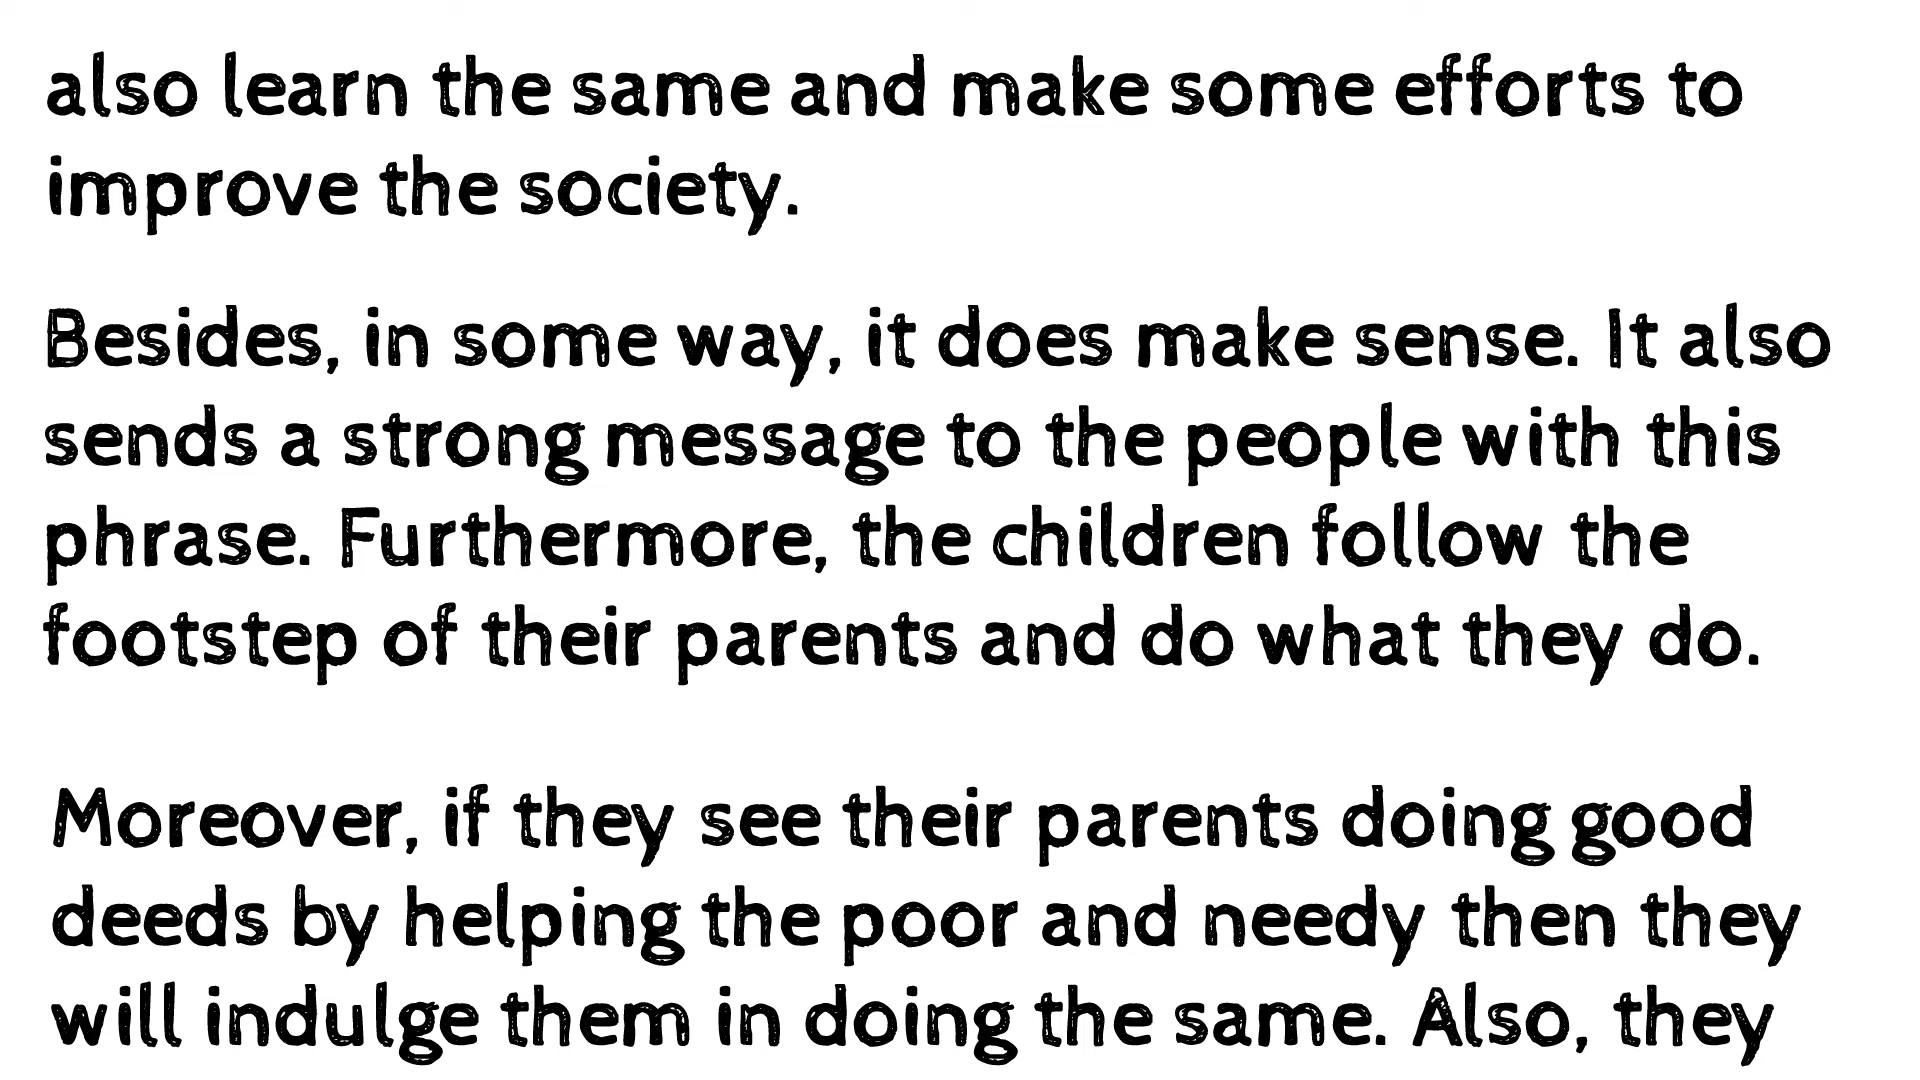 also learn the same and make some efforts to
improve the society.
Besides, in some way, it does make sense. It also
sends a strong message to the people with this
phrase. Furthermore, the children follow the
footstep of their parents and do what they do.
Moreover, if they see their parents doing good
deeds by helping the poor and needy then they
will indulge them in doing the same. Also, they